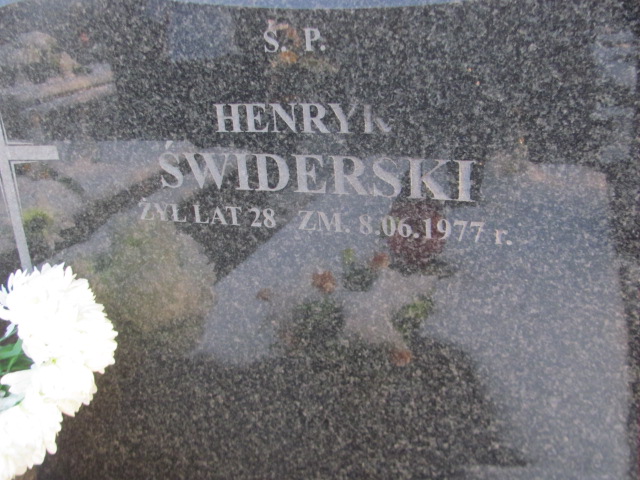 Ś. P.
HENRYK
ŚWIDERSKI
ŻYŁ LAT 28 ZM. 8.06.1977 r.